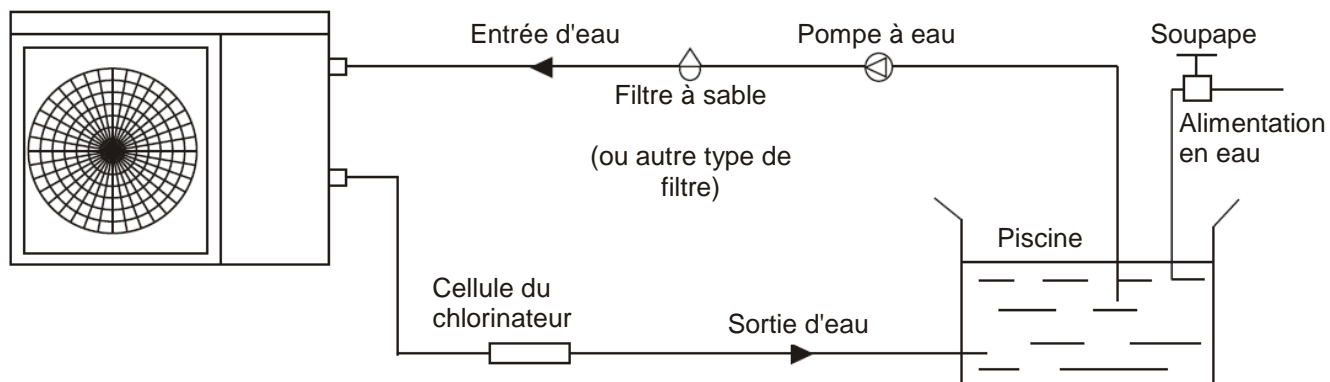 Entrée d'eau
Pompe à eau
Soupape
Filtre à sable
(ou autre type de
filtre)
Alimentation
en eau
Piscine
Cellule du
chlorinateur
Sortie d'eau